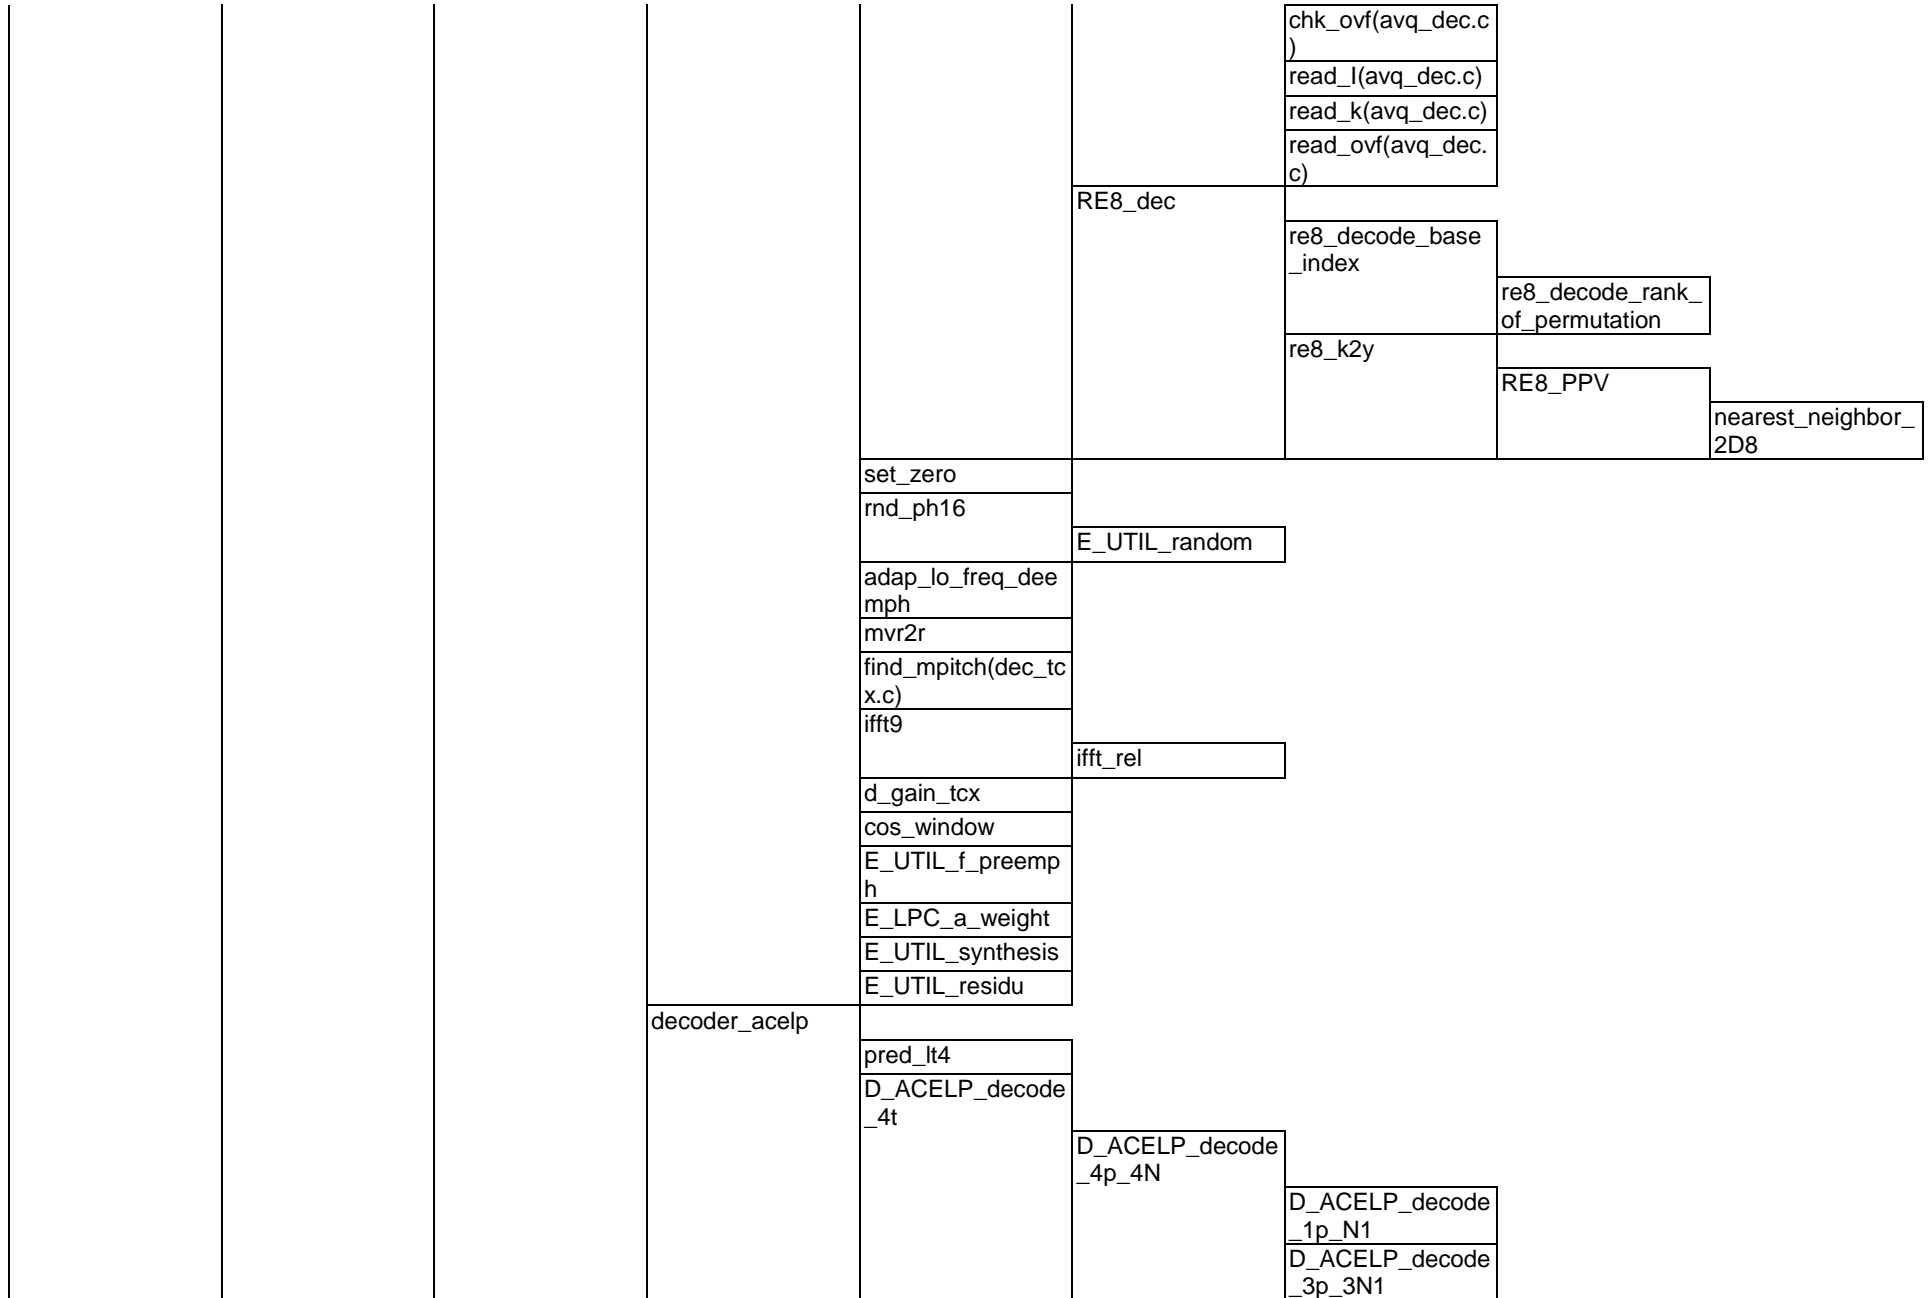 chk_ovf(avq_dec.c
)
read_l(avq_dec.c)
read_k(avq_dec.c)
read_ovf(avq_dec.
c)
RE8_dec
re8_decode_base
_index
re8_decode_rank_
of_permutation
re8_k2y
RE8_PPV
nearest_neighbor_
2D8
set_zero
rnd_ph16
E_UTIL_random
adap_lo_freq_dee
mph
mvr2r
find_mpitch(dec_tc
x.c)
ifft9
ifft_rel
d_gain_tcx
cos_window
E_UTIL_f_preemp
h
E_LPC_a_weight
E_UTIL_synthesis
E_UTIL_residu
decoder_acelp
pred_lt4
D_ACELP_decode
_4t
D_ACELP_decode
_4p_4N
D_ACELP_decode
_1p_N1
D_ACELP_decode
_3p_3N1